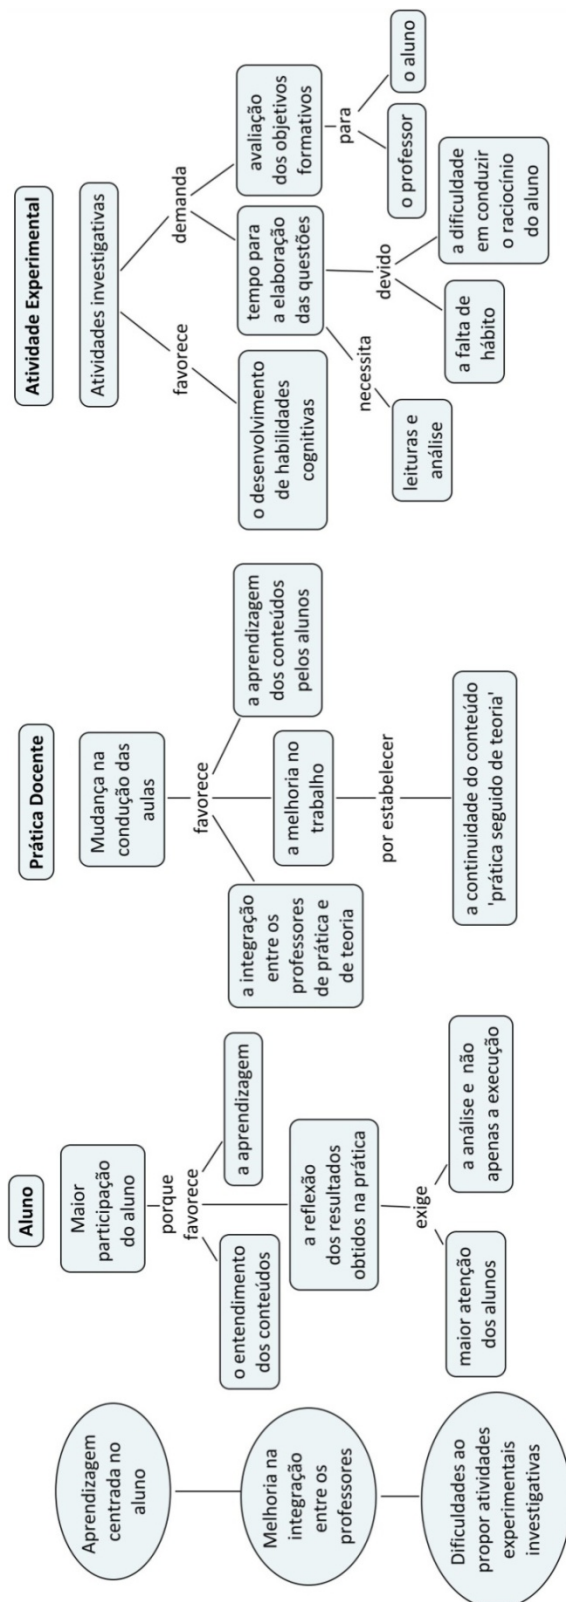 Aprendizagem
centrada no
aluno
Melhoria na
integração
entre os
professores
Dificuldades ao
propor atividades
experimentais
investigativas
Aluno
Maior
participação
do aluno
porque
favorece
o entendimento
dos conteúdos
a aprendizagem
a reflexão
dos resultados
obtidos na prática
exige
maior atenção
dos alunos
a análise e não
apenas a execução
Prática Docente
Mudança na
condução das
aulas
favorece
a integração
entre os
professores
de prática e
de teoria
a melhoria no
trabalho
a aprendizagem
dos conteúdos
pelos alunos
por estabelecer
a continuidade do conteúdo
'prática seguido de teoria'
Atividade Experimental
Atividades investigativas
favorece
demanda
o desenvolvimento
de habilidades
cognitivas
tempo para
a elaboração
das questões
avaliação
dos objetivos
formativos
necessita
devido
para
leituras e
análise
a falta de
hábito
a dificuldade
em conduzir
o raciocínio
do aluno
o professor
o aluno